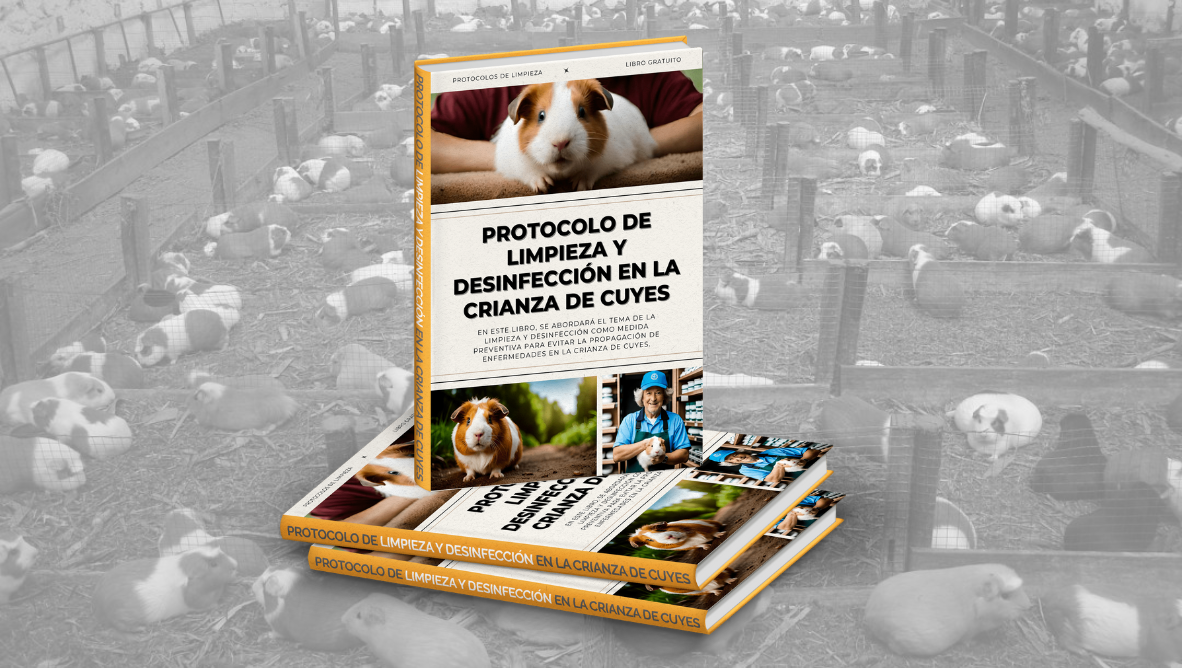 PROTOCOLOS DE LIMPIEZA
LIBRO GRATUITO
PROTOCOLO DE
LIMPIEZA Y
DESINFECCIÓN EN LA
CRIANZA DE CUYES
EN ESTE LIBRO, SE ABORDARÁ EL TEMA DE LA
LIMPIEZA Y DESINFECCIÓN COMO MEDIDA
PREVENTIVA PARA EVITAR LA PROPAGACIÓN DE
ENFERMEDADES EN LA CRIANZA DE CUYES.
PROTOCOLO DE LIMPIEZA Y DESINFECCIÓN EN LA CRIANZA DE CUYES
PROTOCOLO DE LIMPIEZA Y DESINFECCIÓN EN LA CRIANZA DE CUYES
PROTOCOLO DE LIMPIEZA Y DESINFECCIÓN EN LA CRIANZA DE CUYES